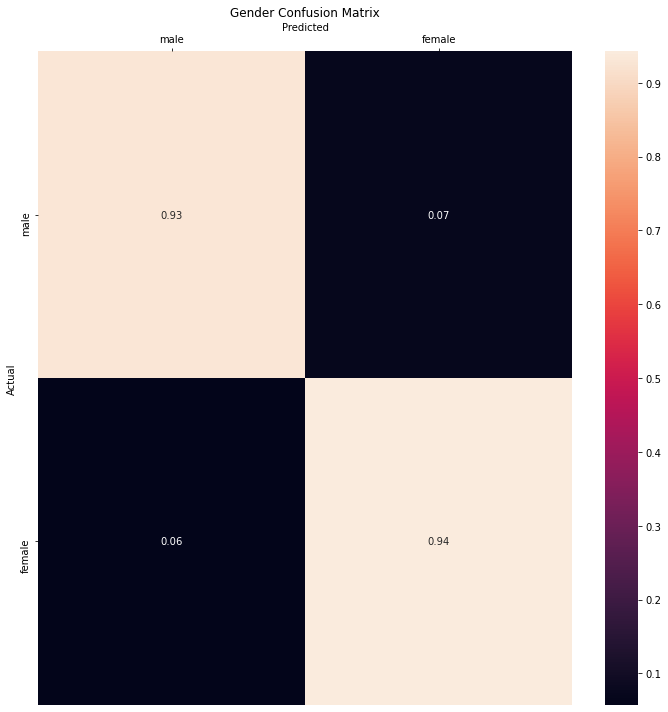 Gender Confusion Matrix
Predicted
male female
male
0.93 0.07
Actual
female
0.06 0.94
0.9
0.8
0.7
0.6
0.5
0.4
0.3
0.2
0.1